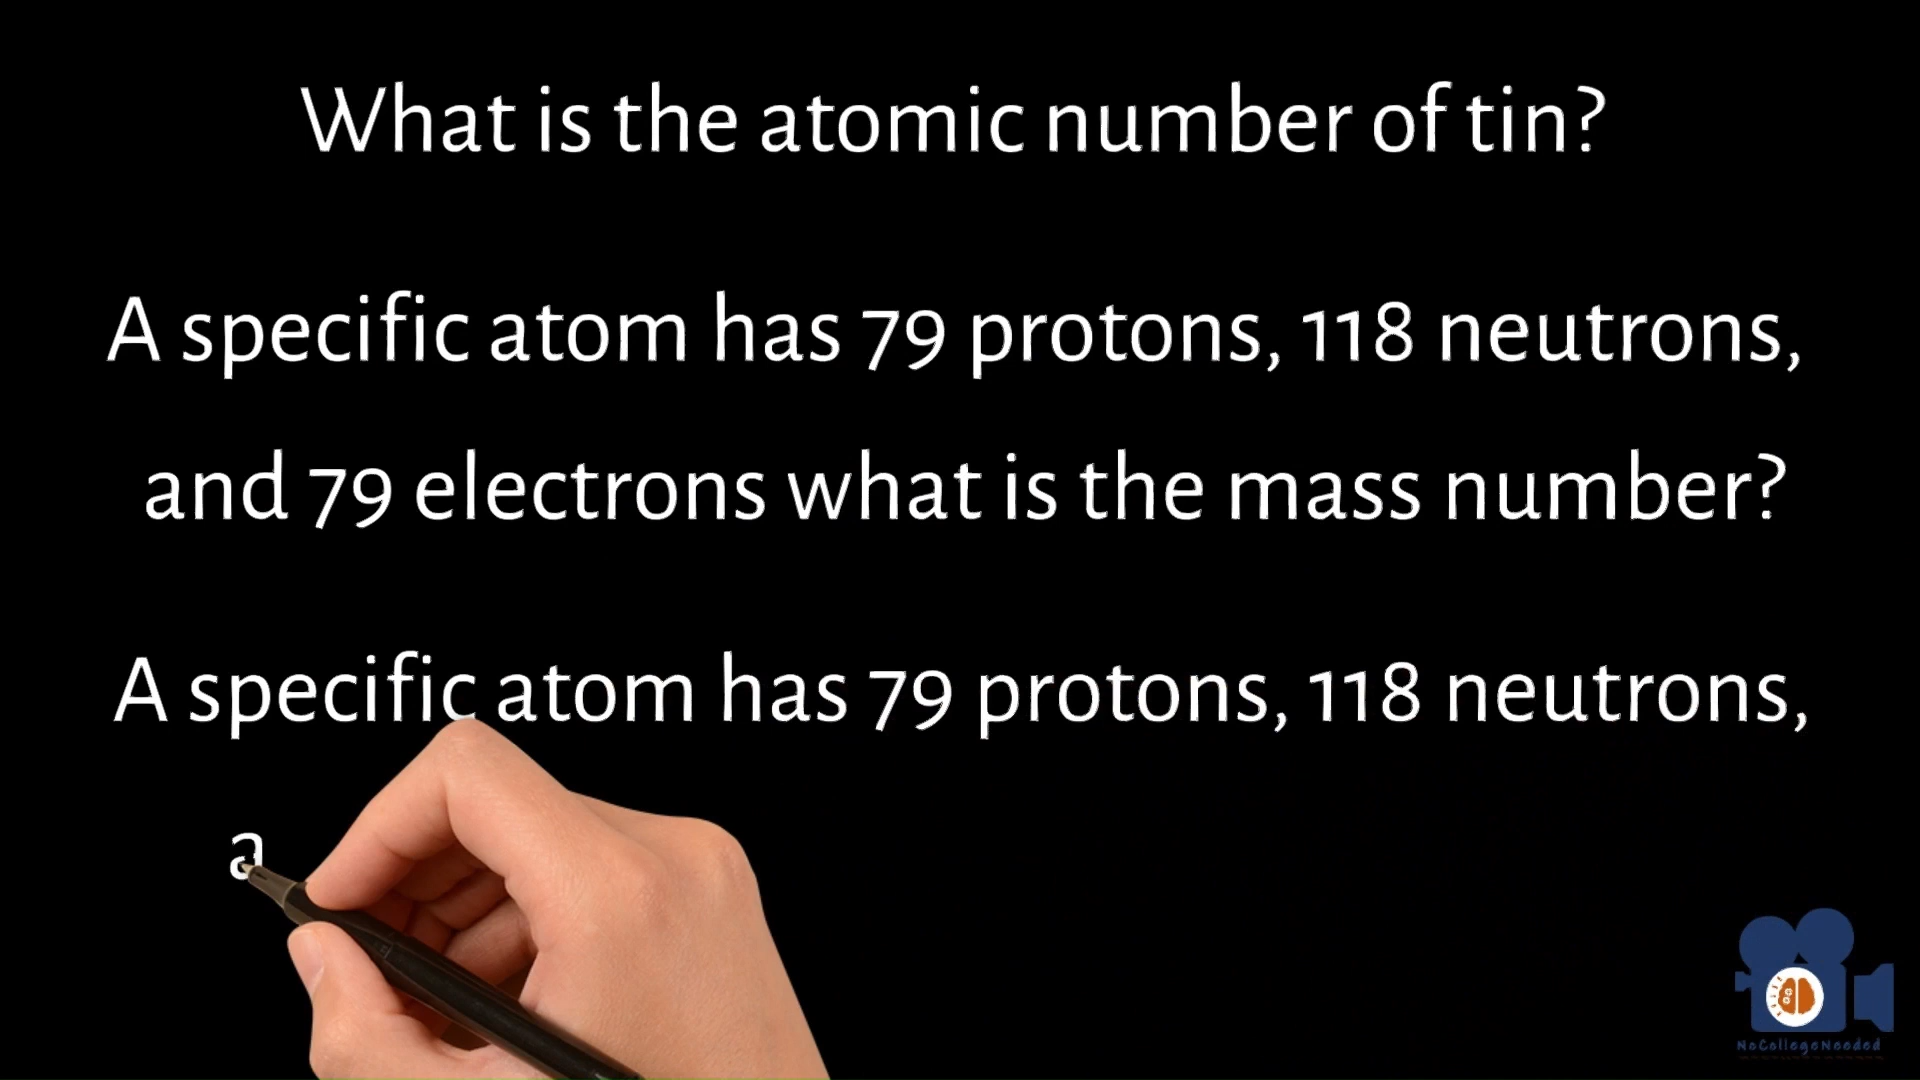 What is the atomic number of tin?
A specific atom has 79 protons, 118 neutrons,
and 79 electrons what is the mass number?
A specific atom has 79 protons, 118 neutrons,
a
NoCollegeNeeded